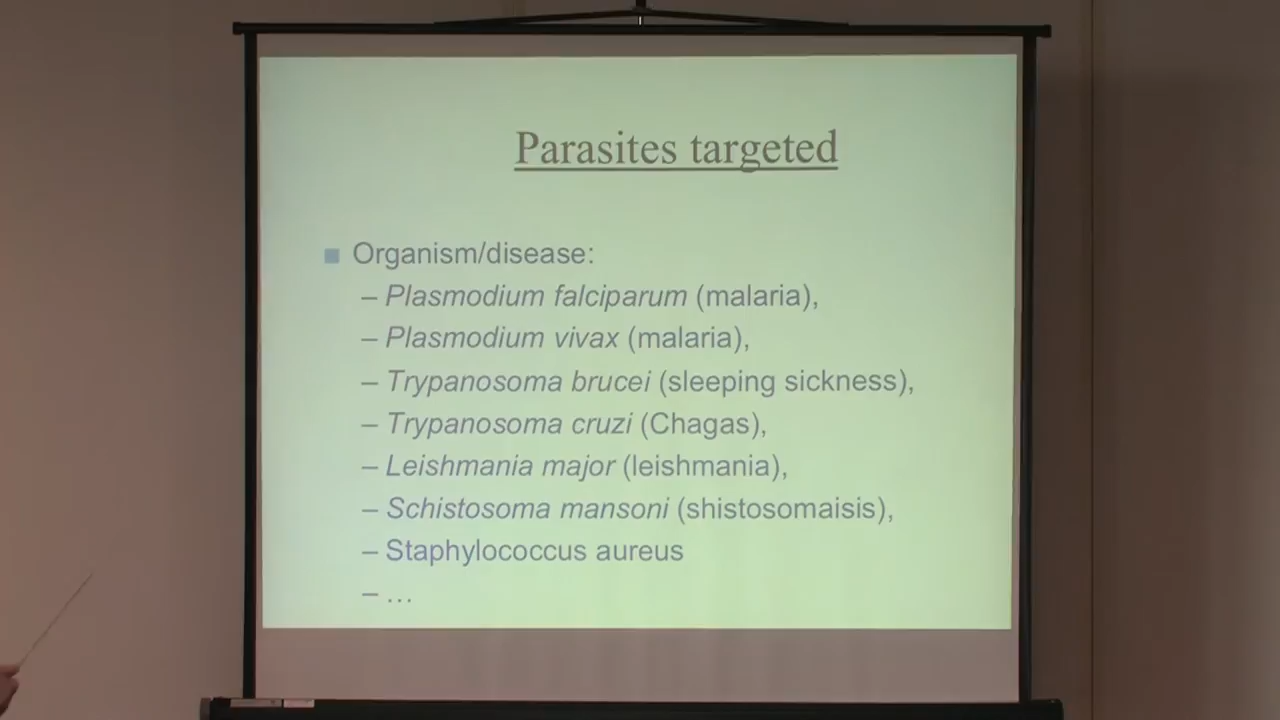 Parasites targeted
Organism/disease:
– Plasmodium falciparum (malaria),
– Plasmodium vivax (malaria),
– Trypanosoma brucei (sleeping sickness),
– Trypanosoma cruzi (Chagas),
– Leishmania major (leishmania),
– Schistosoma mansoni (shistosomaisis),
– Staphylococcus aureus
– …